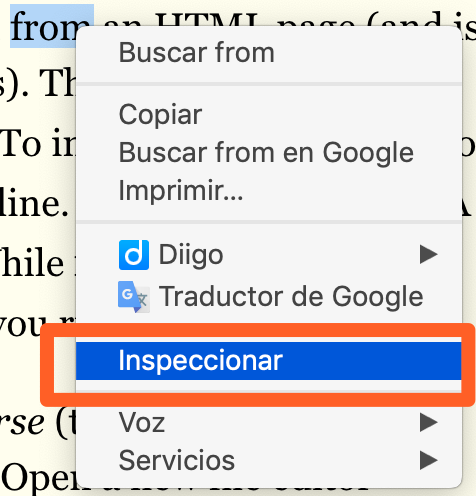 from an HTML page (and is
Buscar from
s). Th
Copiar
To in
Buscar from en Google
Imprimir...
line. A
Diigo
hile
Traductor de Google
you r
Inspeccionar
rse (t
Voz
Servicios
Open a new file editor